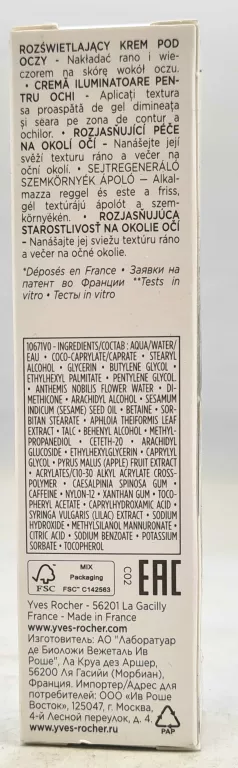 ROZŚWIETLAJĄCY KREM POD
OCZY - Nakładać rano i wie-
czorem na skórę wokół oczu.
• CREMĂ ILUMINATOARE PEN-
TRU OCHI - Aplicați textura
sa proaspătă de gel dimineața
și seara pe zona de contur a
ochilor. • ROZJASŇUJÍCÍ PÉČE
NA OKOLÍ OČÍ - Nanášejte její
svěží texturu ráno a večer na
oční okolí. • SEJTREGENERÁLÓ
SZEMKÖRNYÉK ÁPOLÓ - Alkal-
mazza reggel és este a friss,
gél textúrájú ápolót a szem-
környékén. • ROZJASŇUJÚCA
STAROSTLIVOSŤ NA OKOLIE OČÍ
- Nanášajte jej sviežu textúru ráno
a večer na očné okolie.
*Déposés en France • Заявки на
патент во Франции **Tests in
vitro • Тесты in vitro
10671V0 - INGREDIENTS/СОСТАВ : AQUA/WATER/
EAU • COCO-CAPRYLATE/CAPRATE • STEARYL
ALCOHOL • GLYCERIN • BUTYLENE GLYCOL •
ETHYLHEXYL PALMITATE • PENTYLENE GLYCOL,
• ANTHEMIS NOBILIS FLOWER WATER • DI-
METHICONE • ARACHIDYL ALCOHOL • SESAMUM
INDICUM (SESAME) SEED OIL • BETAINE • SOR-
BITAN STEARATE • APHLOIA THEIFORMIS LEAF
EXTRACT • TALC • BEHENYL ALCOHOL • METHYL-
PROPANEDIOL • CETETH-20 • ARACHIDYL
GLUCOSIDE • ETHYLHEXYLGLYCERIN • CAPRYLYL
GLYCOL • PYRUS MALUS (APPLE) FRUIT EXTRACT
• ACRYLATES/C10-30 ALKYL ACRYLATE CROSS-
POLYMER • CAESALPINIA SPINOSA GUM •
CAFFEINE • NYLON-12 • XANTHAN GUM • TOCO-
PHERYL ACETATE • CAPRYLHYDROXAMIC ACID •
SYRINGA VULGARIS (LILAC) EXTRACT • SODIUM
HYDROXIDE • METHYLSILANOL MANNURONATE •
CITRIC ACID • SODIUM BENZOATE • POTASSIUM
SORBATE • TOCOPHEROL
FSC
MIX
Packaging
FSC™ C142563
C02
EAC
Yves Rocher - 56201 La Gacilly
France - Made in France
www.yves-rocher.com
Изготовитель: АО "Лаборатуар
де Биоложи Вежеталь Ив
Роше", Ла Круа дез Аршер,
56200 Ля Гасийи (Морбиан),
Франция. Импортер/Адрес для
потребителей: ООО "Ив Роше
Восток", 125047, г. Москва,
4-й Лесной переулок, д. 4.
www.yves-rocher.ru
PAP